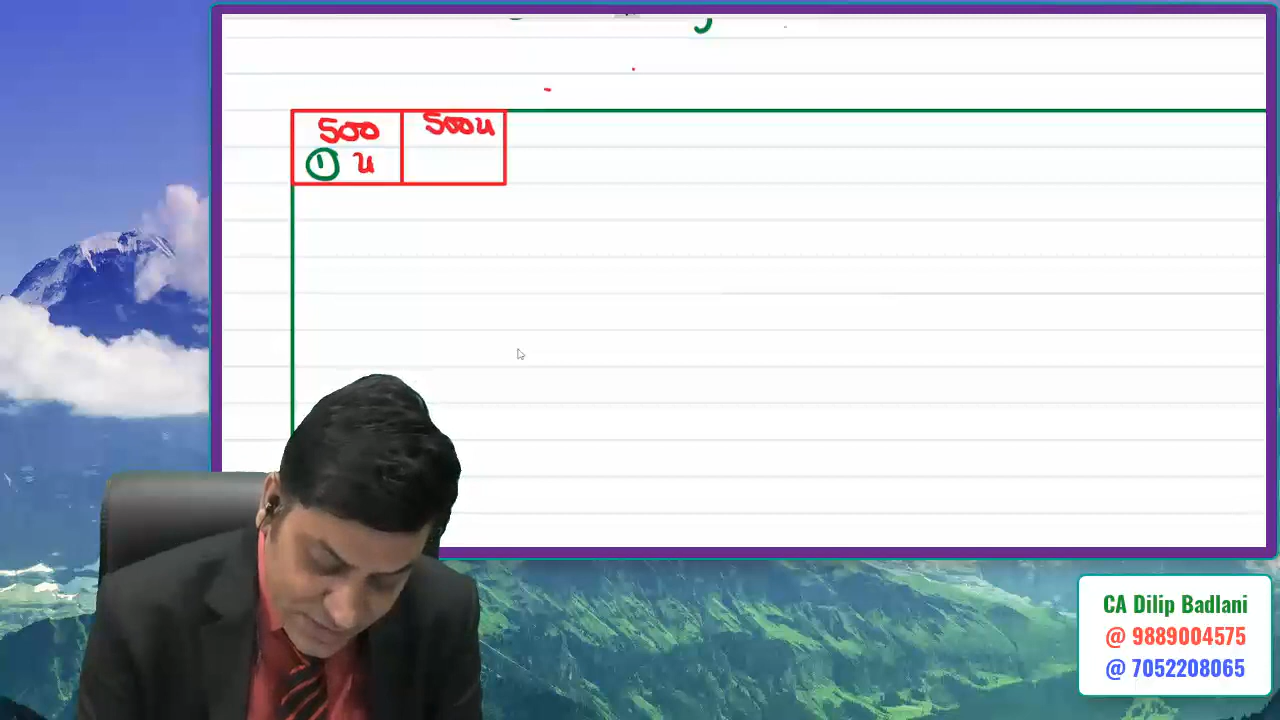 500 500u
① u
CA Dilip Badlani
@ 9889004575
@ 7052208065